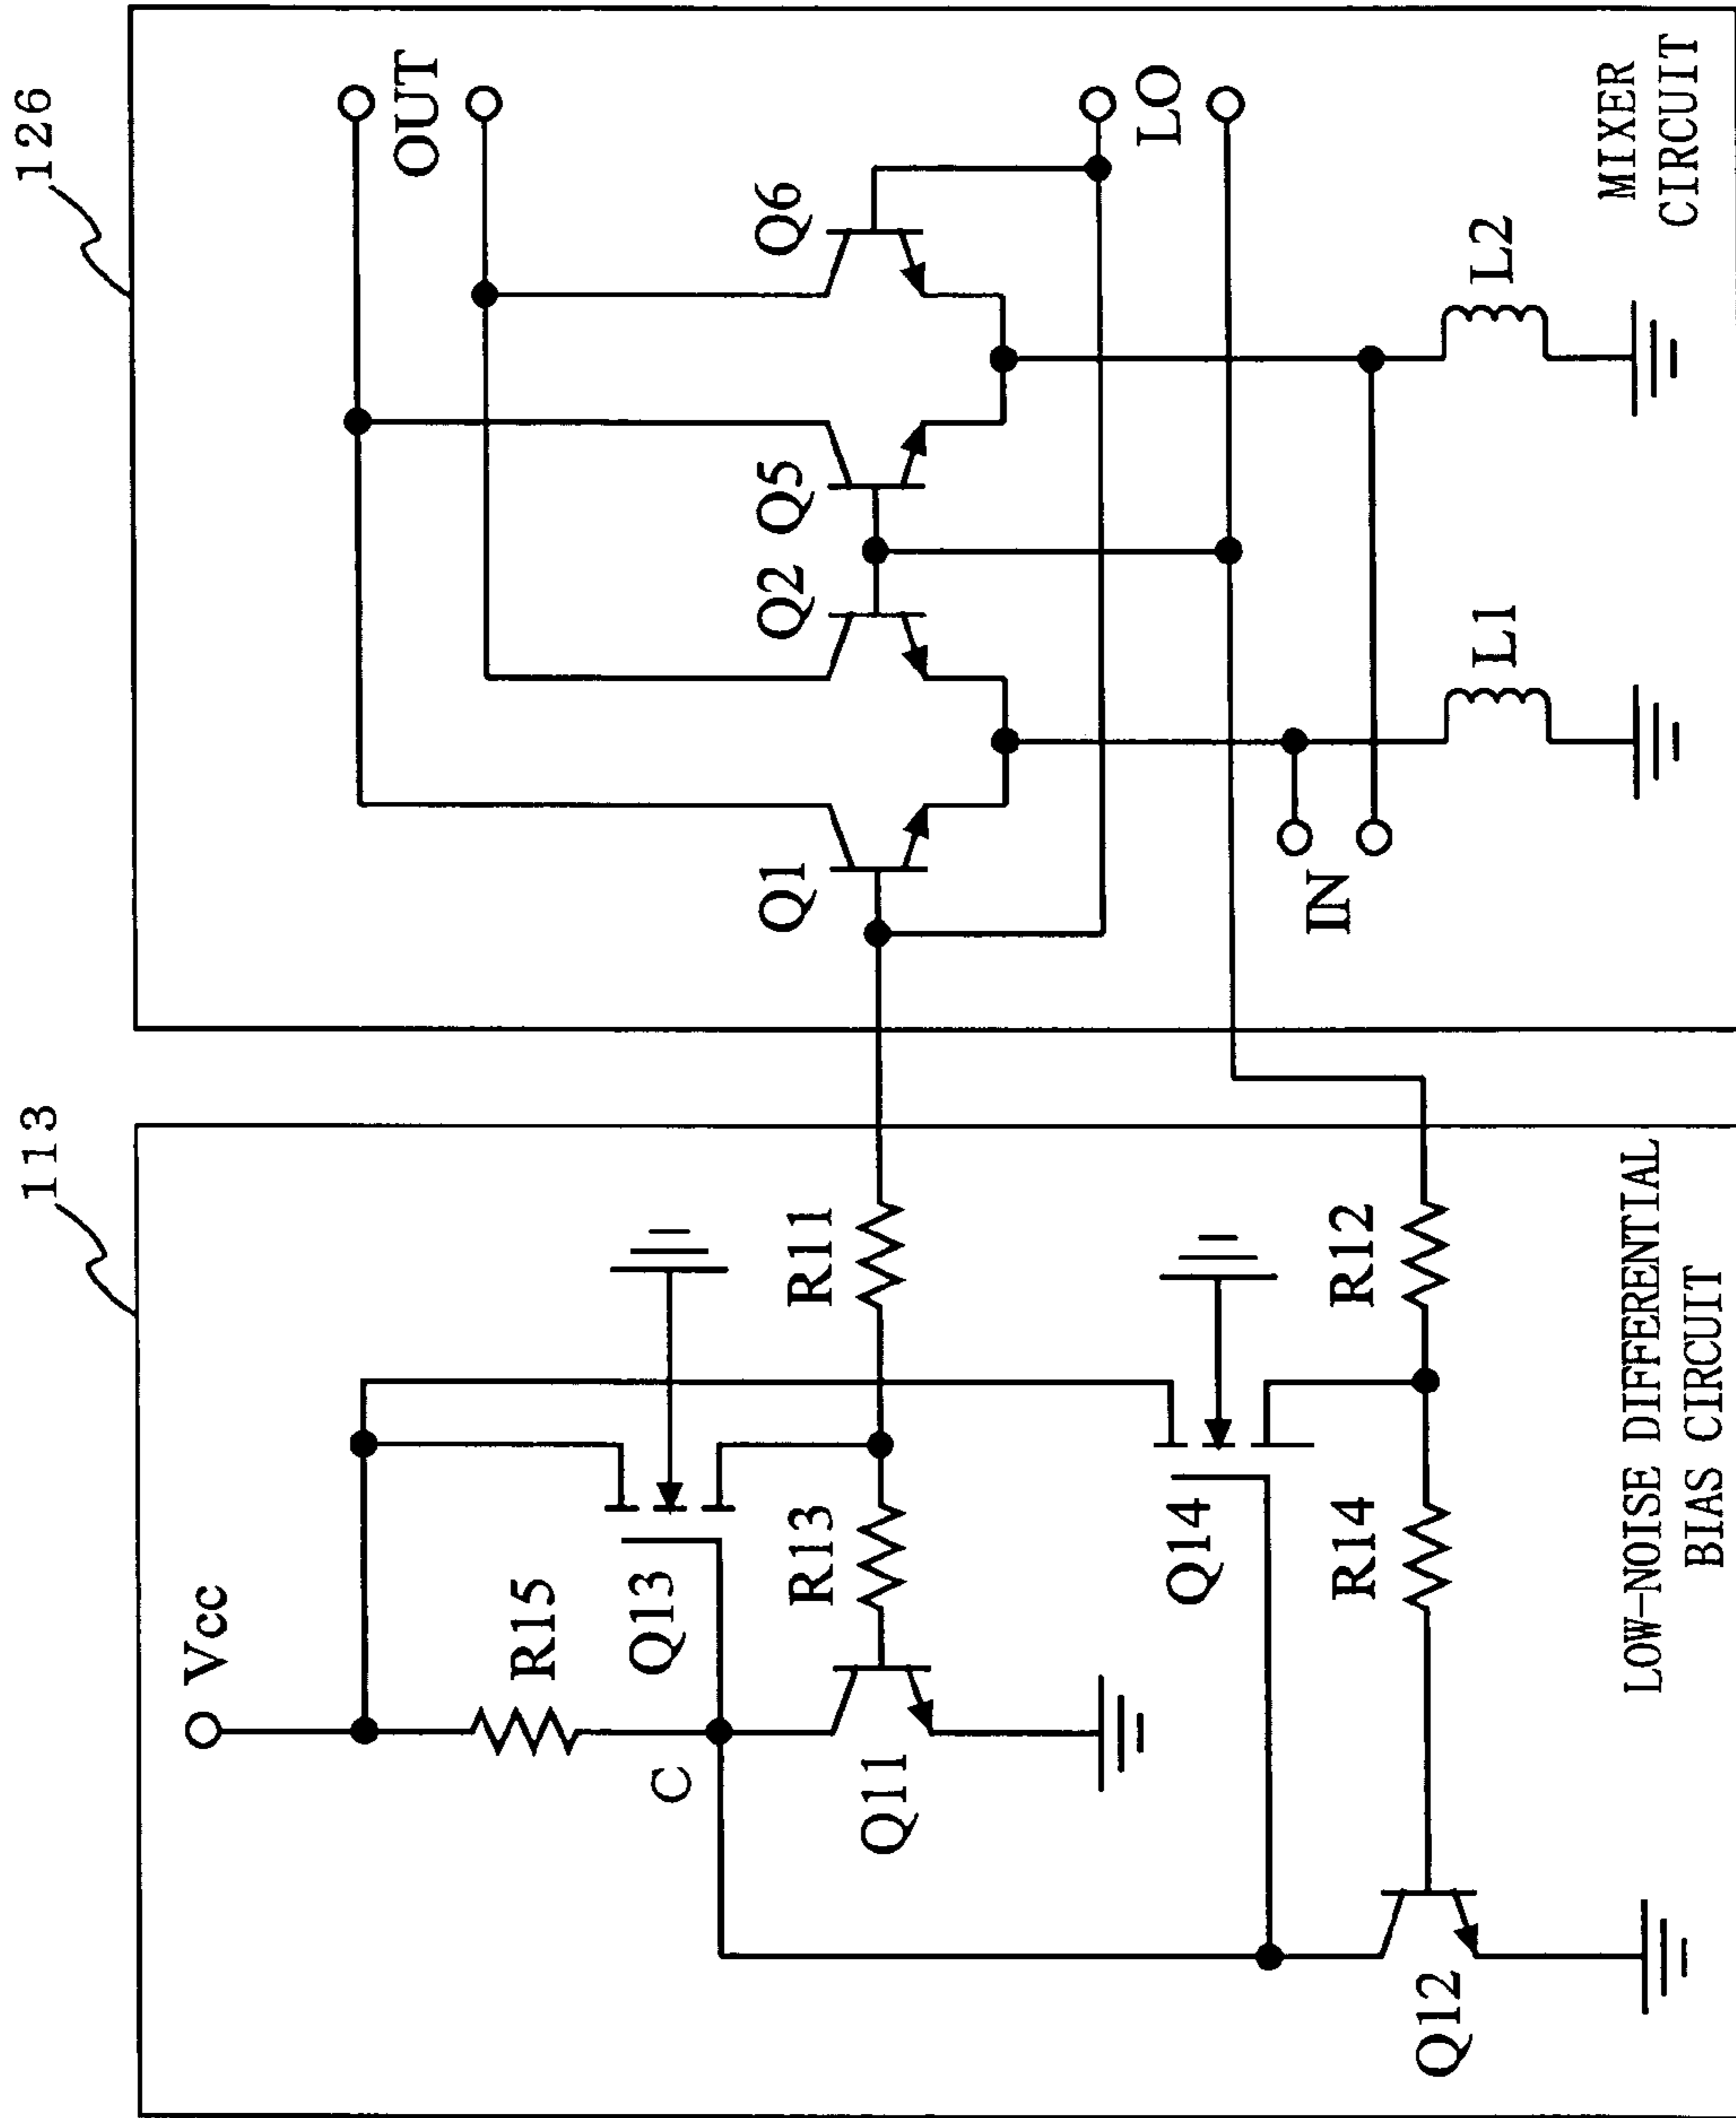 113
126
Vcc
R15
C
Q13
R13
R11
Q11
Q14
R14
R12
Q12
LOW-NOISE DIFFERENTIAL
BIAS CIRCUIT
OUT
Q1
Q2
Q5
Q6
LO
IN
L1
L2
MIXER
CIRCUIT